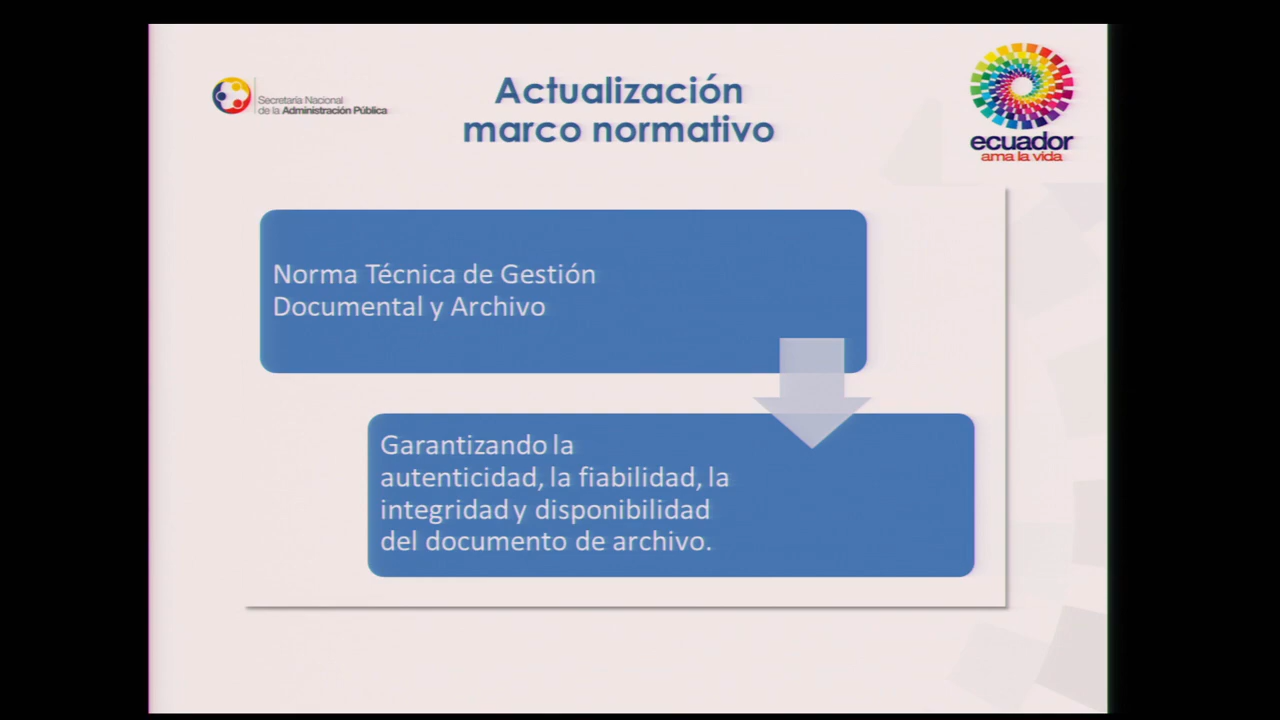 Secretaría Nacional
de la Administración Pública
Actualización
marco normativo
ecuador
ama la vida
Norma Técnica de Gestión
Documental y Archivo
Garantizando la
autenticidad, la fiabilidad, la
integridad y disponibilidad
del documento de archivo.